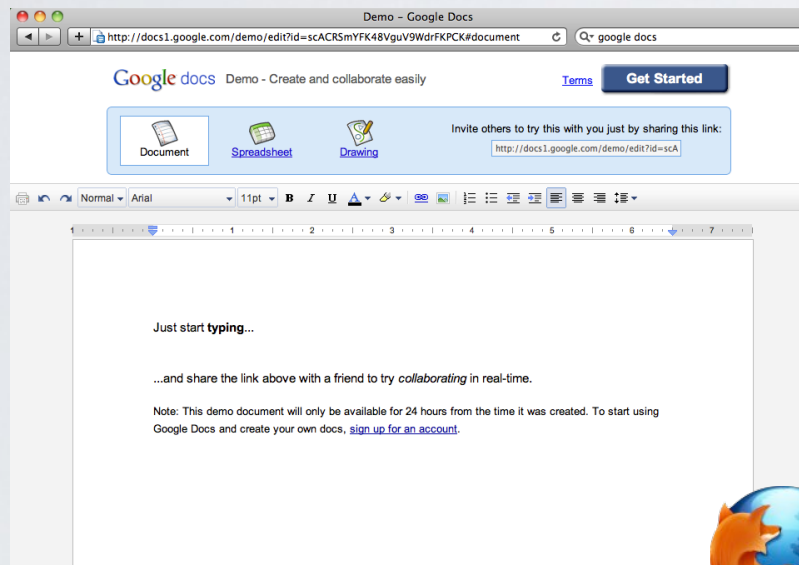 Demo – Google Docs
http://docs1.google.com/demo/edit?id=scACRSmYFK48VguV9WdrFKPCK#document
google docs
Google docs Demo - Create and collaborate easily Terms Get Started
Invite others to try this with you just by sharing this link:
http://docs1.google.com/demo/edit?id=scA
Document Spreadsheet Drawing
Normal Arial 11pt B I U A
1 1 2 3 4 5 6 7
Just start typing...
...and share the link above with a friend to try collaborating in real-time.
Note: This demo document will only be available for 24 hours from the time it was created. To start using
Google Docs and create your own docs, sign up for an account.